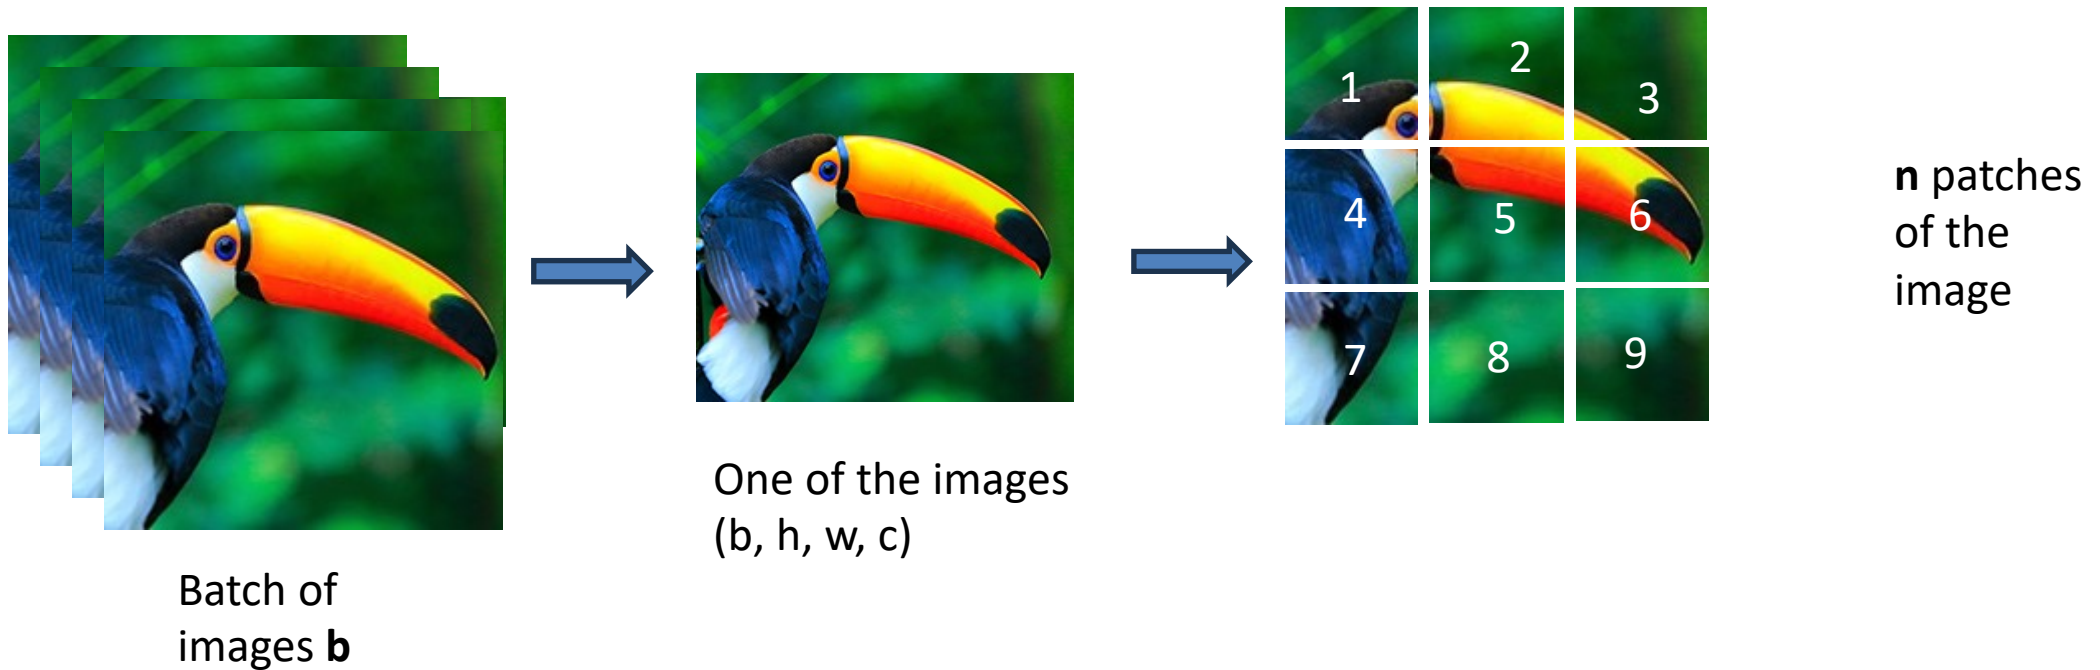 Batch of
images b
One of the images
(b, h, w, c)
1
2
3
4
5
6
7
8
9
n patches
of the
image